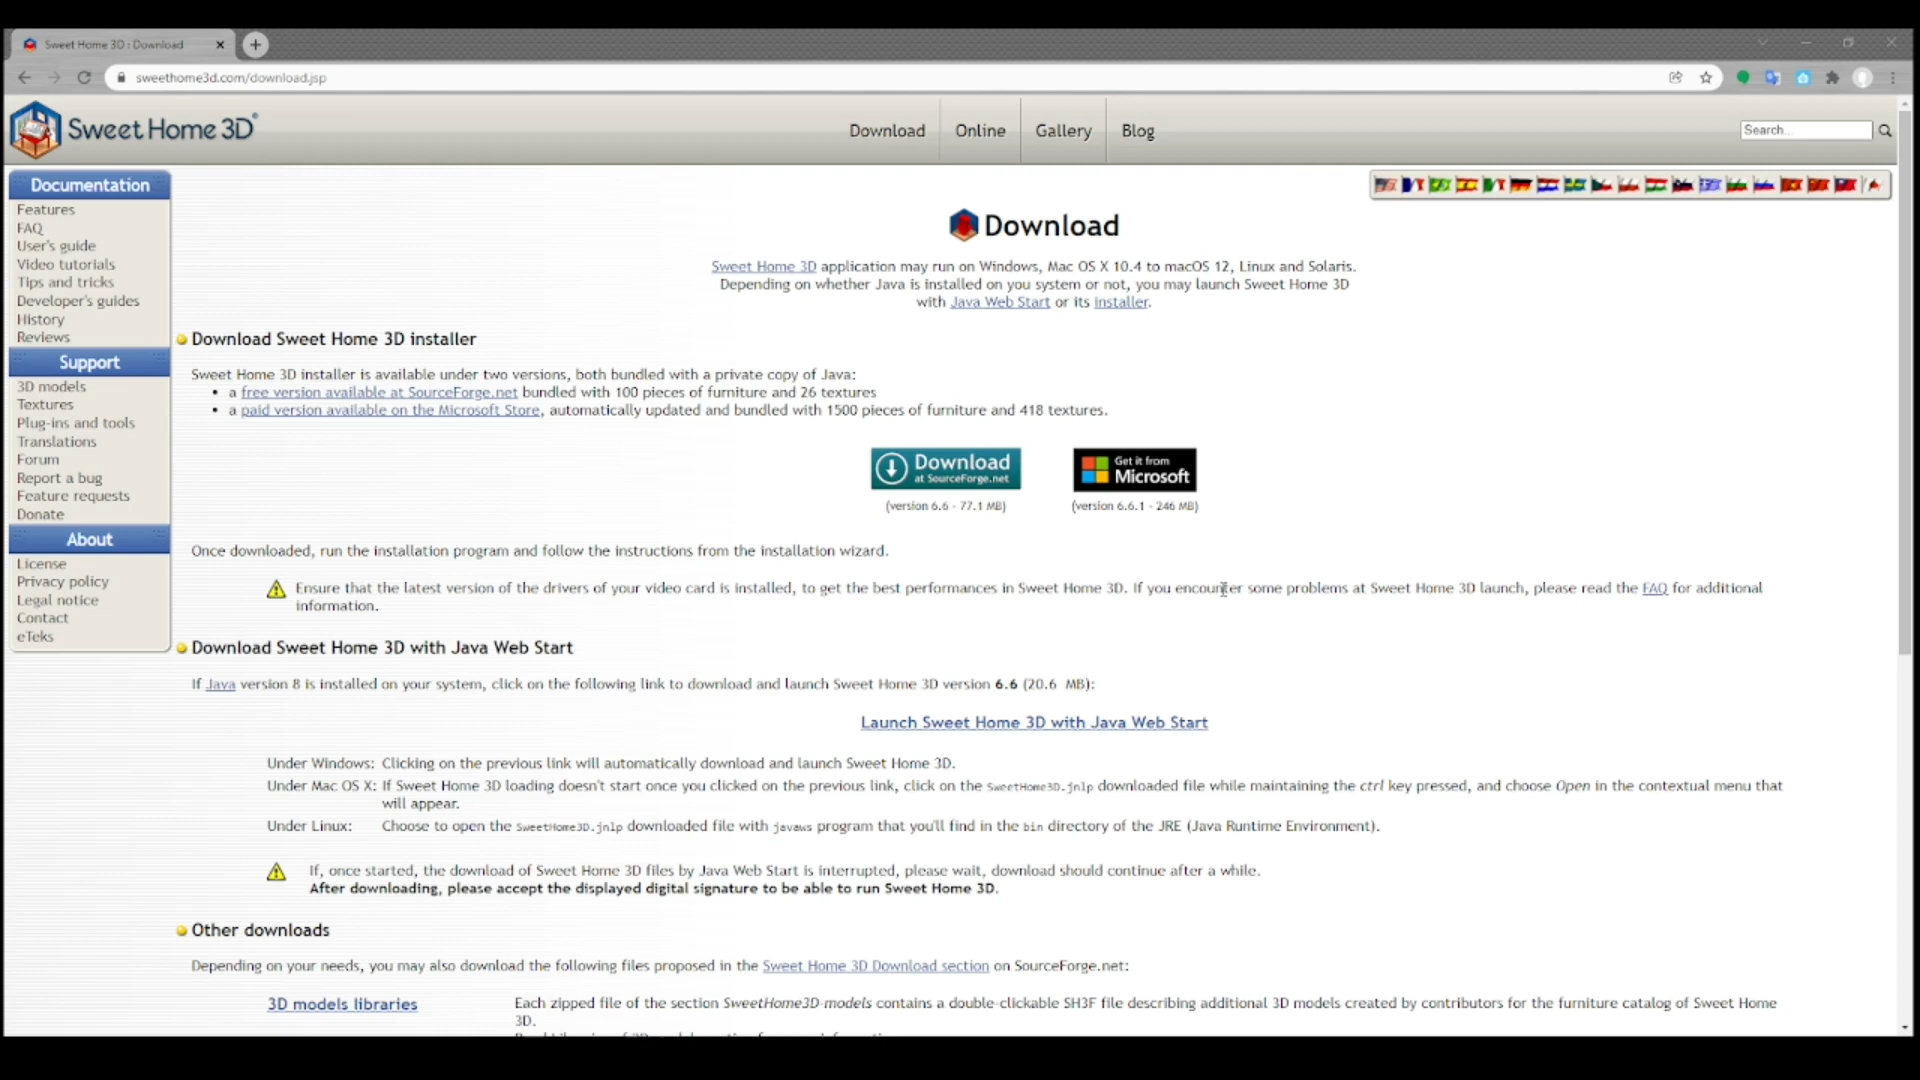 Sweet Home 3D : Download
sweethome3d.com/download.jsp
Sweet Home 3D®
Download
Online
Gallery
Blog
Search...
Documentation
Features
FAQ
User's guide
Video tutorials
Tips and tricks
Developer's guides
History
Reviews
Support
3D models
Textures
Plug-ins and tools
Translations
Forum
Report a bug
Feature requests
Donate
About
License
Privacy policy
Legal notice
Contact
eTeks
Download
Sweet Home 3D application may run on Windows, Mac OS X 10.4 to macOS 12, Linux and Solaris.
Depending on whether Java is installed on you system or not, you may launch Sweet Home 3D
with Java Web Start or its installer.
Download Sweet Home 3D installer
Sweet Home 3D installer is available under two versions, both bundled with a private copy of Java:
• a free version available at SourceForge.net bundled with 100 pieces of furniture and 26 textures
• a paid version available on the Microsoft Store, automatically updated and bundled with 1500 pieces of furniture and 418 textures.
Download
at SourceForge.net
(version 6.6 - 77.1 MB)
Get it from
Microsoft
(version 6.6.1 - 246 MB)
Once downloaded, run the installation program and follow the instructions from the installation wizard.
Ensure that the latest version of the drivers of your video card is installed, to get the best performances in Sweet Home 3D. If you encounter some problems at Sweet Home 3D launch, please read the FAQ for additional
information.
Download Sweet Home 3D with Java Web Start
If Java version 8 is installed on your system, click on the following link to download and launch Sweet Home 3D version 6.6 (20.6 MB):
Launch Sweet Home 3D with Java Web Start
Under Windows: Clicking on the previous link will automatically download and launch Sweet Home 3D.
Under Mac OS X: If Sweet Home 3D loading doesn't start once you clicked on the previous link, click on the SweetHome3D.jnlp downloaded file while maintaining the ctrl key pressed, and choose Open in the contextual menu that
will appear.
Under Linux: Choose to open the SweetHome3D.jnlp downloaded file with javaws program that you'll find in the bin directory of the JRE (Java Runtime Environment).
If, once started, the download of Sweet Home 3D files by Java Web Start is interrupted, please wait, download should continue after a while.
After downloading, please accept the displayed digital signature to be able to run Sweet Home 3D.
Other downloads
Depending on your needs, you may also download the following files proposed in the Sweet Home 3D Download section on SourceForge.net:
3D models libraries
Each zipped file of the section SweetHome3D-models contains a double-clickable SH3F file describing additional 3D models created by contributors for the furniture catalog of Sweet Home
3D.